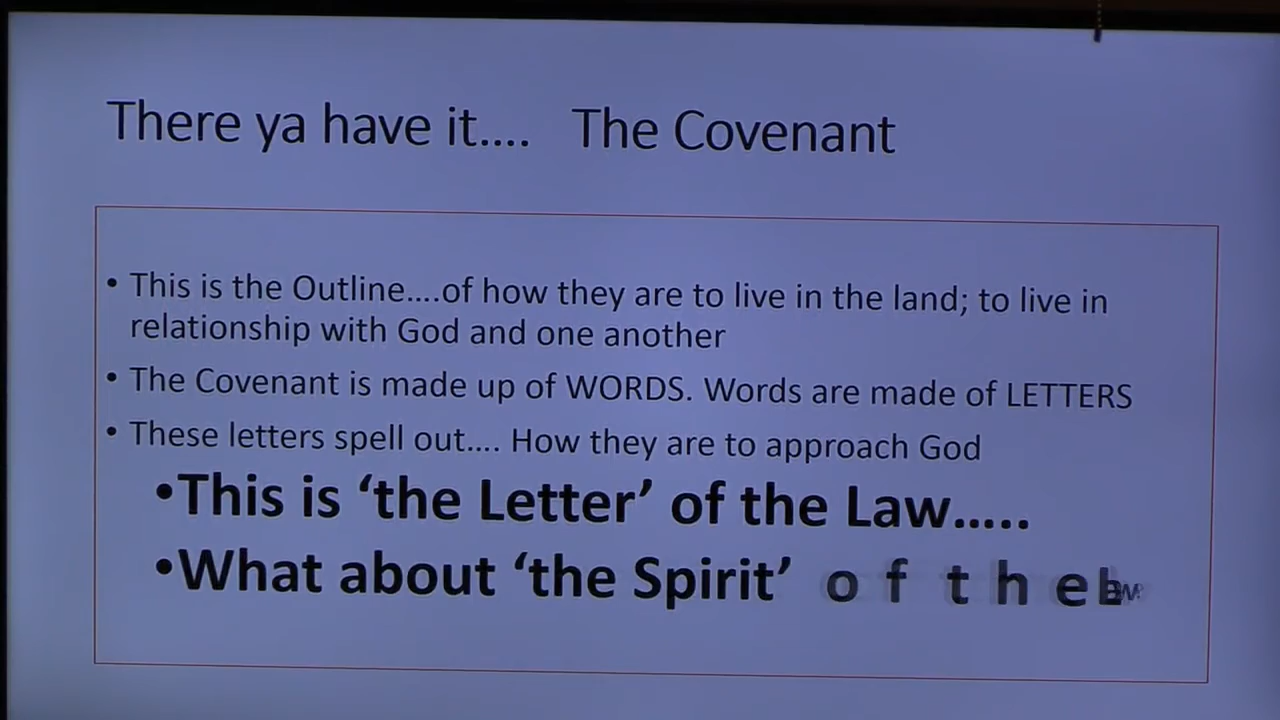 There ya have it.... The Covenant
• This is the Outline....of how they are to live in the land; to live in
relationship with God and one another
• The Covenant is made up of WORDS. Words are made of LETTERS
• These letters spell out.... How they are to approach God
•This is ‘the Letter’ of the Law.....
•What about ‘the Spirit’ o f t h e